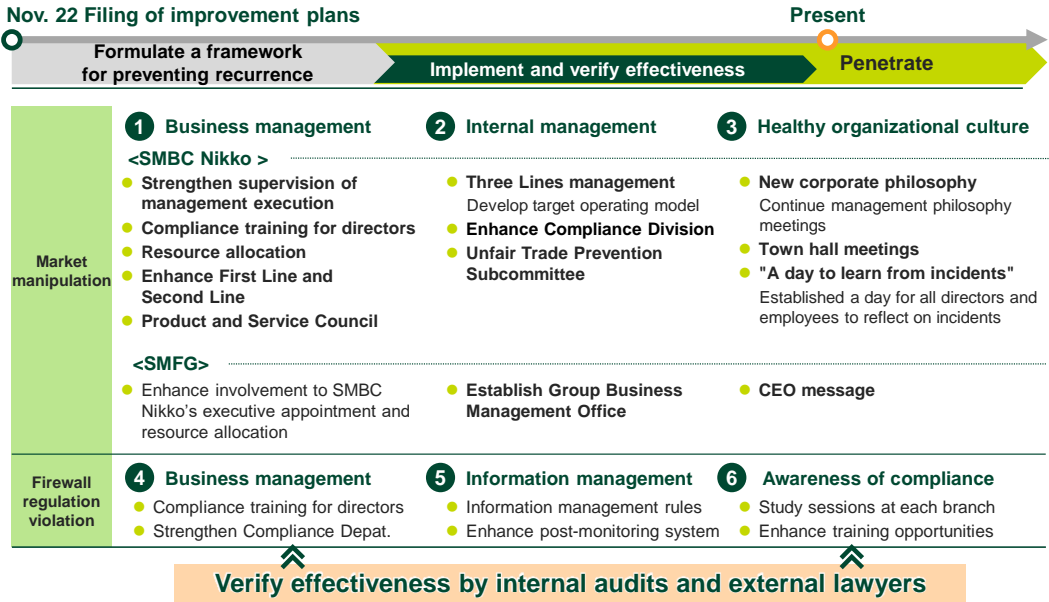 Nov. 22 Filing of improvement plans
Present
Formulate a framework
for preventing recurrence
Implement and verify effectiveness
Penetrate
Market
manipulation
1 Business management
<SMBC Nikko >
Strengthen supervision of
management execution
Compliance training for directors
Resource allocation
Enhance First Line and
Second Line
Product and Service Council
2 Internal management
Three Lines management
Develop target operating model
Enhance Compliance Division
Unfair Trade Prevention
Subcommittee
3 Healthy organizational culture
New corporate philosophy
Continue management philosophy
meetings
Town hall meetings
"A day to learn from incidents"
Established a day for all directors and
employees to reflect on incidents
<SMFG>
Enhance involvement to SMBC
Nikko's executive appointment and
resource allocation
Establish Group Business
Management Office
CEO message
Firewall
regulation
violation
4 Business management
Compliance training for directors
Strengthen Compliance Depat.
5 Information management
Information management rules
Enhance post-monitoring system
6 Awareness of compliance
Study sessions at each branch
Enhance training opportunities
Verify effectiveness by internal audits and external lawyers